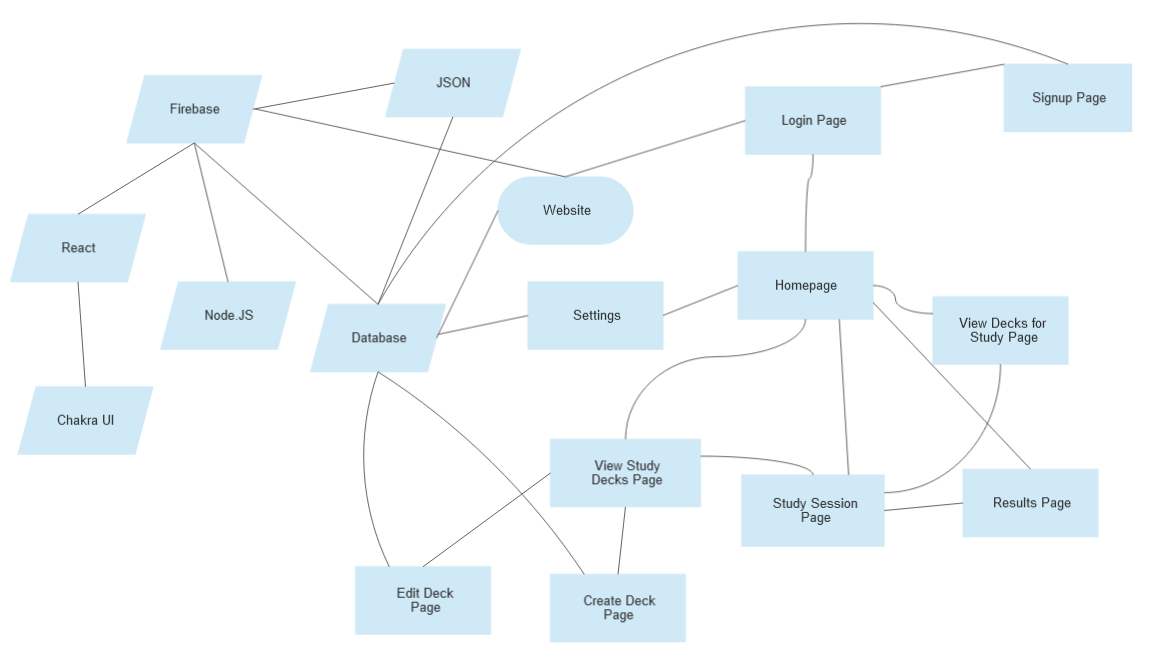 JSON
Firebase
Login Page
Signup Page
Website
React
Node.JS
Database
Settings
Homepage
View Decks for
Study Page
Chakra UI
View Study
Decks Page
Study Session
Page
Results Page
Edit Deck
Page
Create Deck
Page